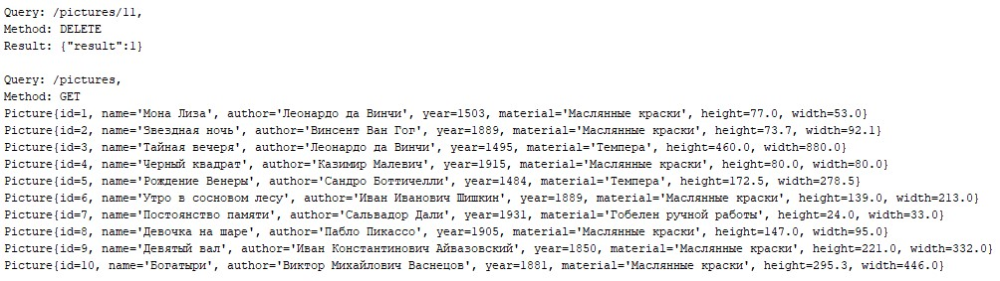 Query: /pictures/11,
Method: DELETE
Result: {"result":1}
Query: /pictures,
Method: GET
Picture{id=1, name='Мона Лиза', author='Леонардо да Винчи', year=1503, material='Маслянные краски', height=77.0, width=53.0}
Picture{id=2, name='Звездная ночь', author='Винсент Ван Гог', year=1889, material='Маслянные краски', height=73.7, width=92.1}
Picture{id=3, name='Тайная вечеря', author='Леонардо да Винчи', year=1495, material='Темпера', height=460.0, width=880.0}
Picture{id=4, name='Черный квадрат', author='Казимир Малевич', year=1915, material='Маслянные краски', height=80.0, width=80.0}
Picture{id=5, name='Рождение Венеры', author='Сандро Боттичелли', year=1484, material='Темпера', height=172.5, width=278.5}
Picture{id=6, name='Утро в сосновом лесу', author='Иван Иванович Шишкин', year=1889, material='Маслянные краски', height=139.0, width=213.0}
Picture{id=7, name='Постоянство памяти', author='Сальвадор Дали', year=1931, material='Гобелен ручной работы', height=24.0, width=33.0}
Picture{id=8, name='Девочка на шаре', author='Пабло Пикассо', year=1905, material='Маслянные краски', height=147.0, width=95.0}
Picture{id=9, name='Девятый вал', author='Иван Константинович Айвазовский', year=1850, material='Маслянные краски', height=221.0, width=332.0}
Picture{id=10, name='Богатыри', author='Виктор Михайлович Васнецов', year=1881, material='Маслянные краски', height=295.3, width=446.0}